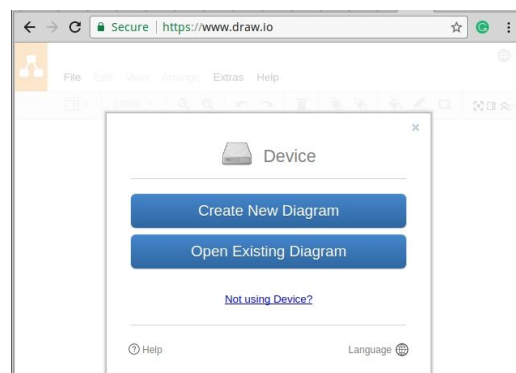 Secure | https://www.draw.io
File Edit View Arrange Extras Help
100%
Device
Create New Diagram
Open Existing Diagram
Not using Device?
Help Language